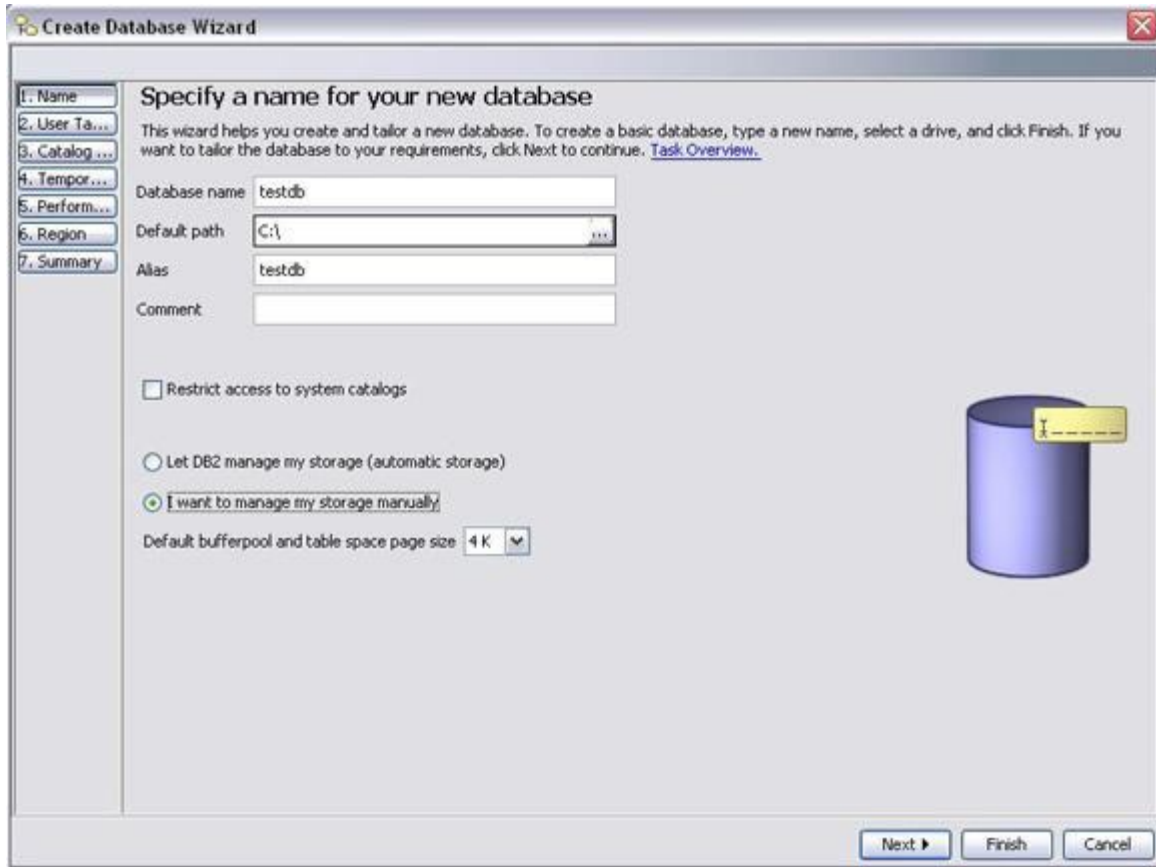 Create Database Wizard
1. Name
2. User Ta...
3. Catalog ...
4. Tempor...
5. Perform...
6. Region
7. Summary
Specify a name for your new database
This wizard helps you create and tailor a new database. To create a basic database, type a new name, select a drive, and click Finish. If you
want to tailor the database to your requirements, click Next to continue. Task Overview.
Database name testdb
Default path C:\ ...
Alias testdb
Comment
Restrict access to system catalogs
Let DB2 manage my storage (automatic storage)
I want to manage my storage manually
Default bufferpool and table space page size 4 K
Next Finish Cancel